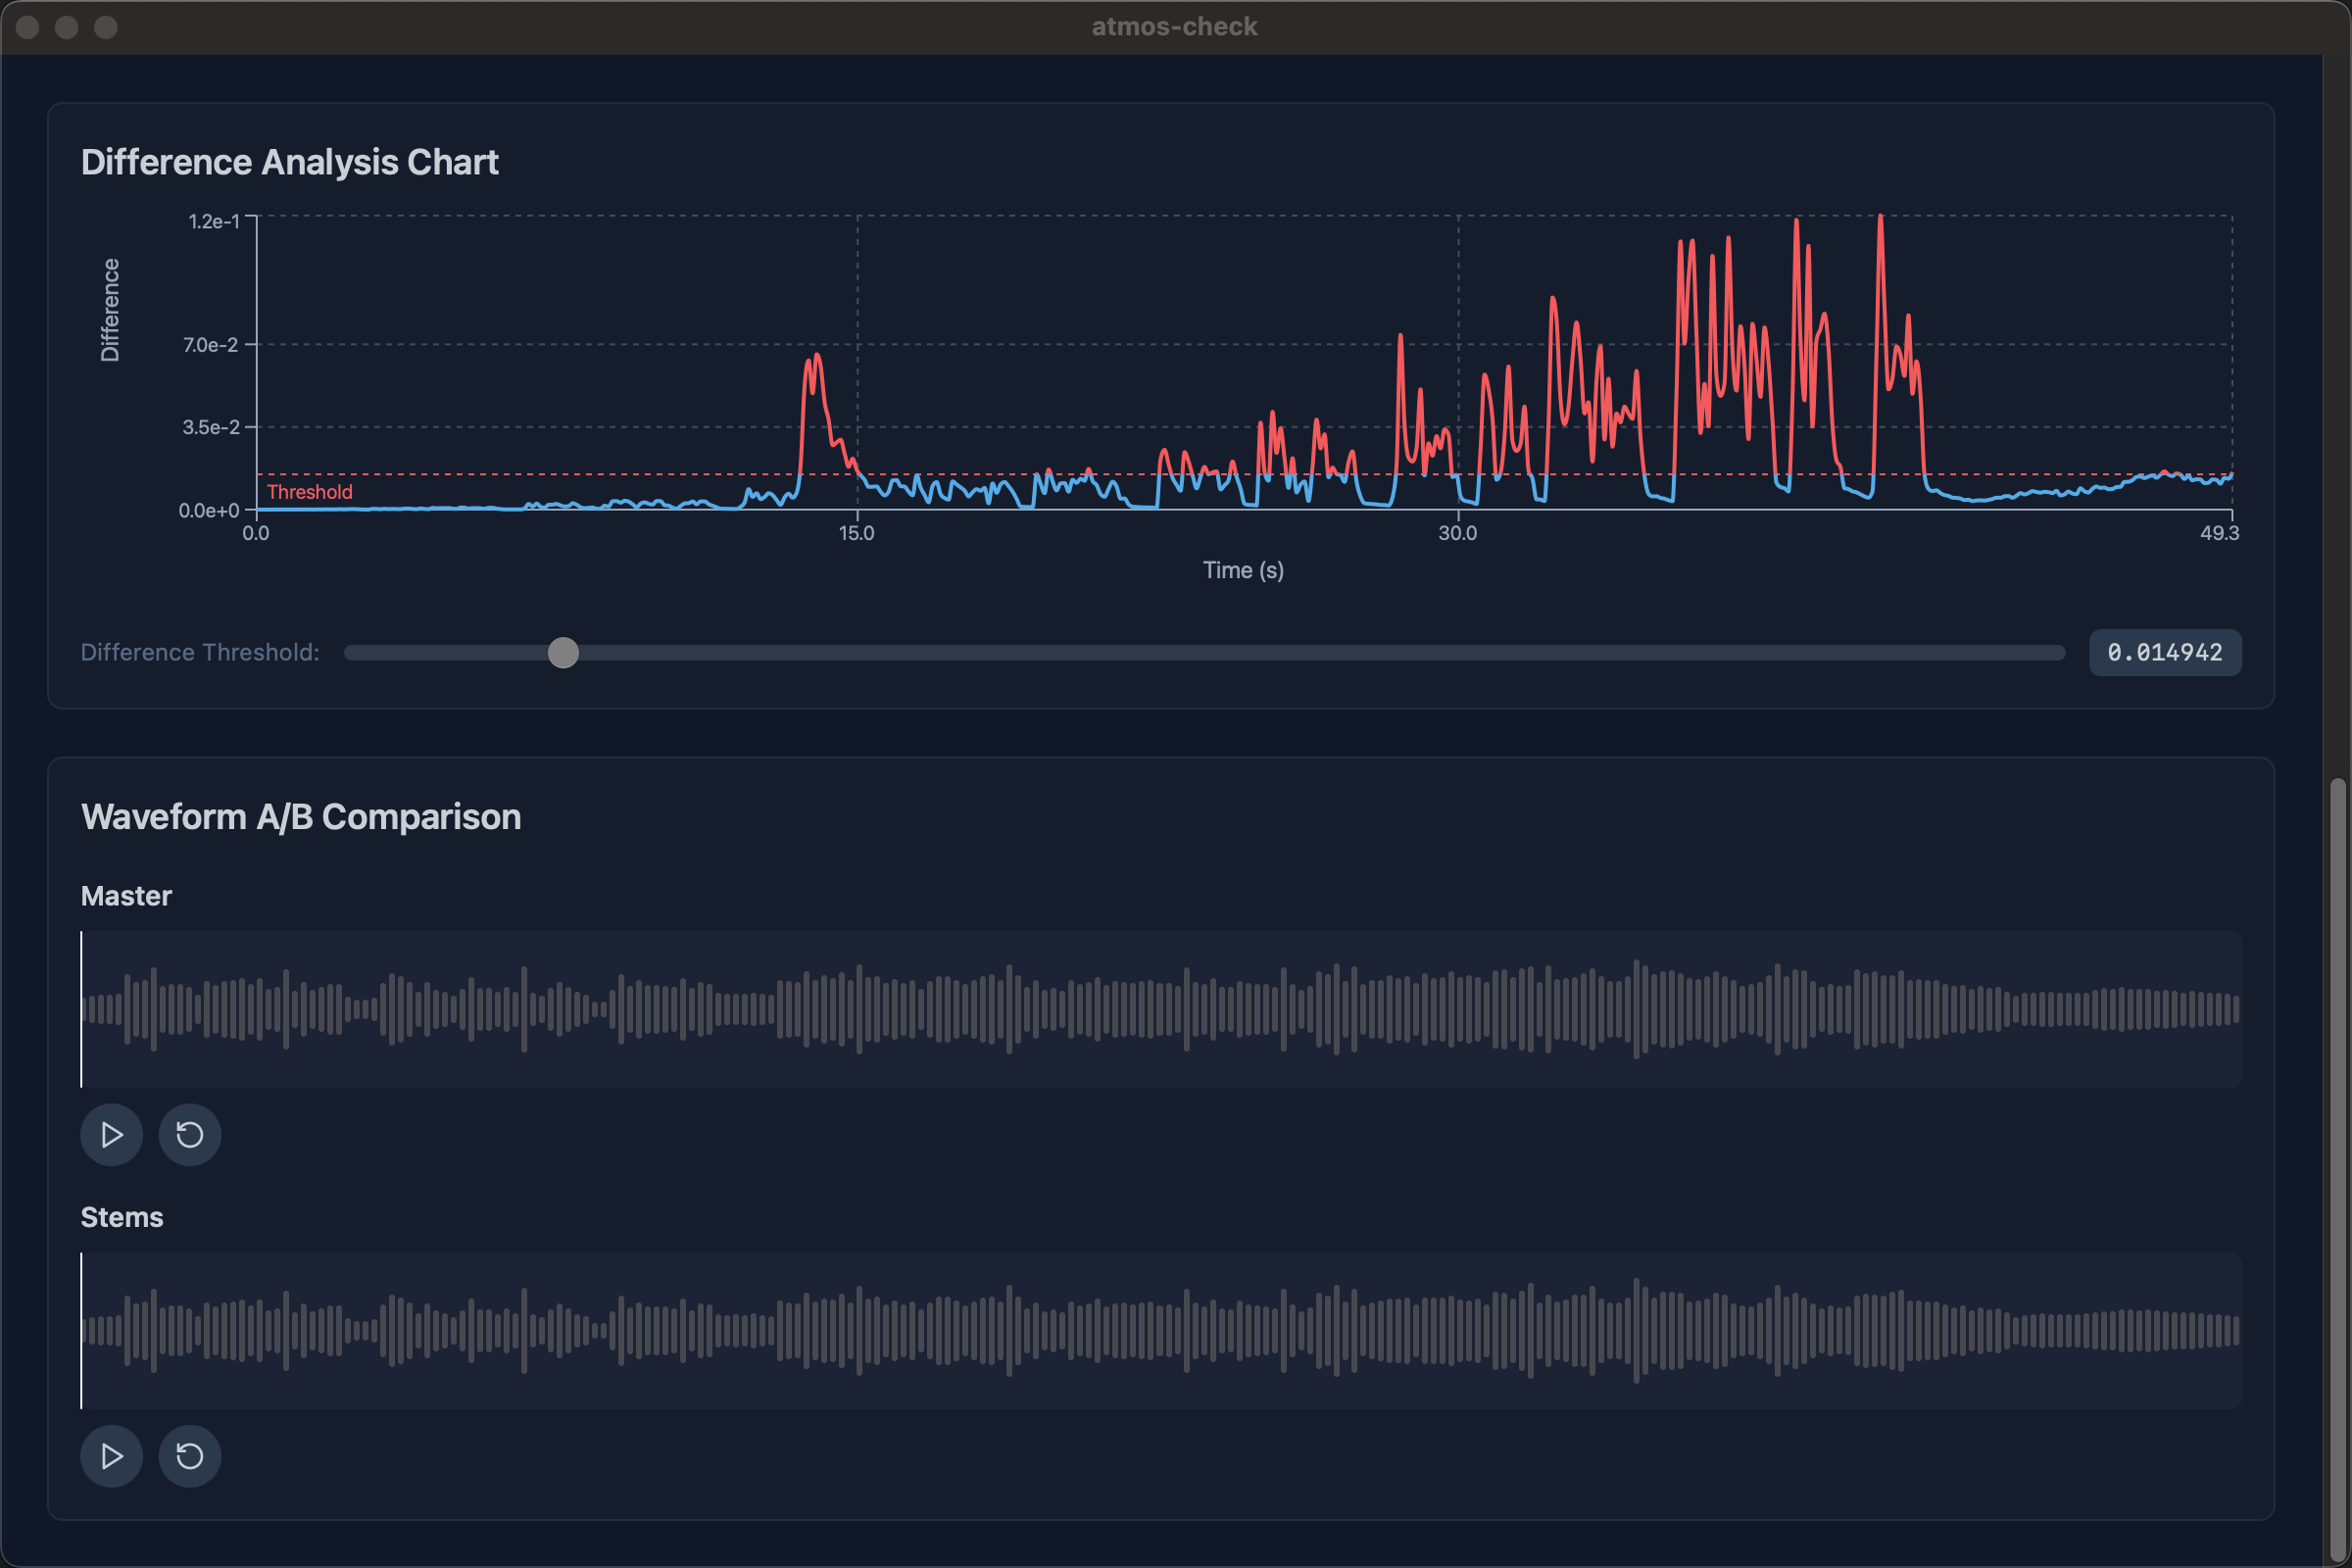 atmos-check
Difference Analysis Chart
1.2e-1
Difference
7.0e-2
3.5e-2
Threshold
0.0e+0
0.0
15.0
30.0
49.3
Time (s)
Difference Threshold:
0.014942
Waveform A/B Comparison
Master
Stems